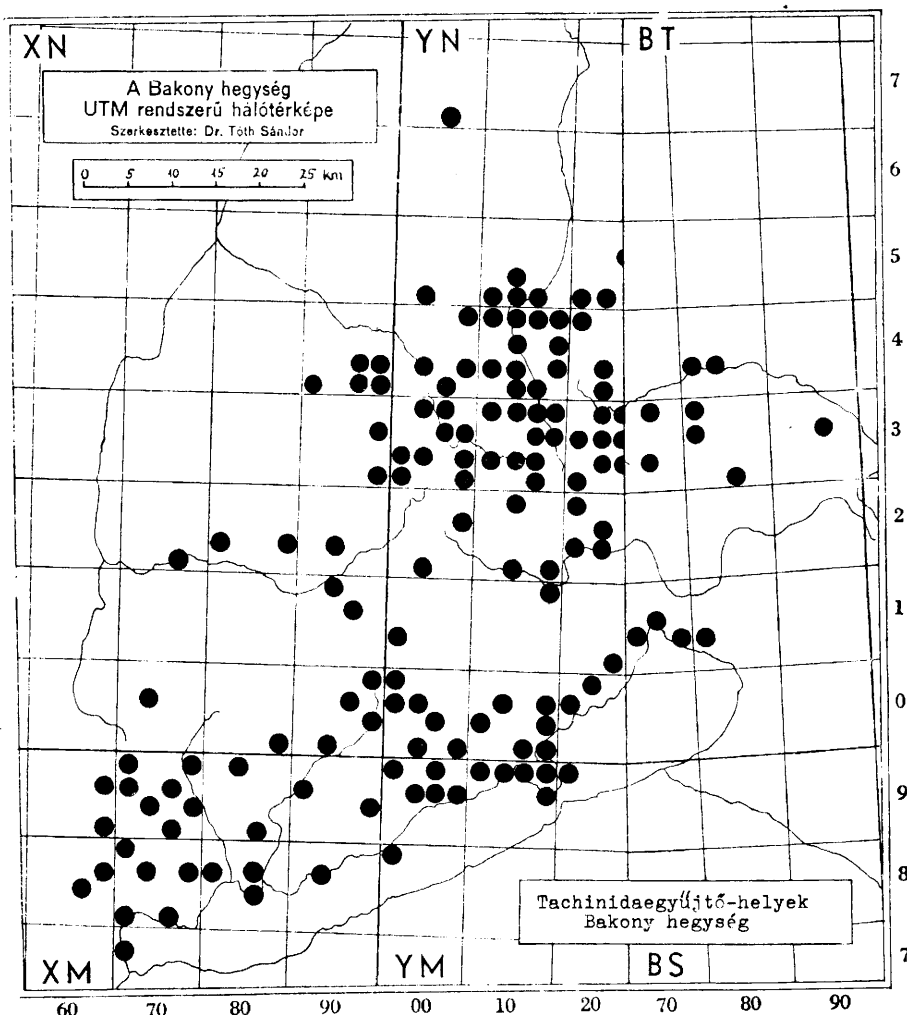 XN YN BT
A Bakony hegység
UTM rendszerű hálótérképe
Szerkesztette: Dr. Tóth Sándor
0 5 10 15 20 25 Km
7
6
5
4
3
2
1
0
9
8
7
Tachinidaegyűjtő-helyek
Bakony hegység
XM YM BS
60 70 80 90 00 10 20 70 80 90